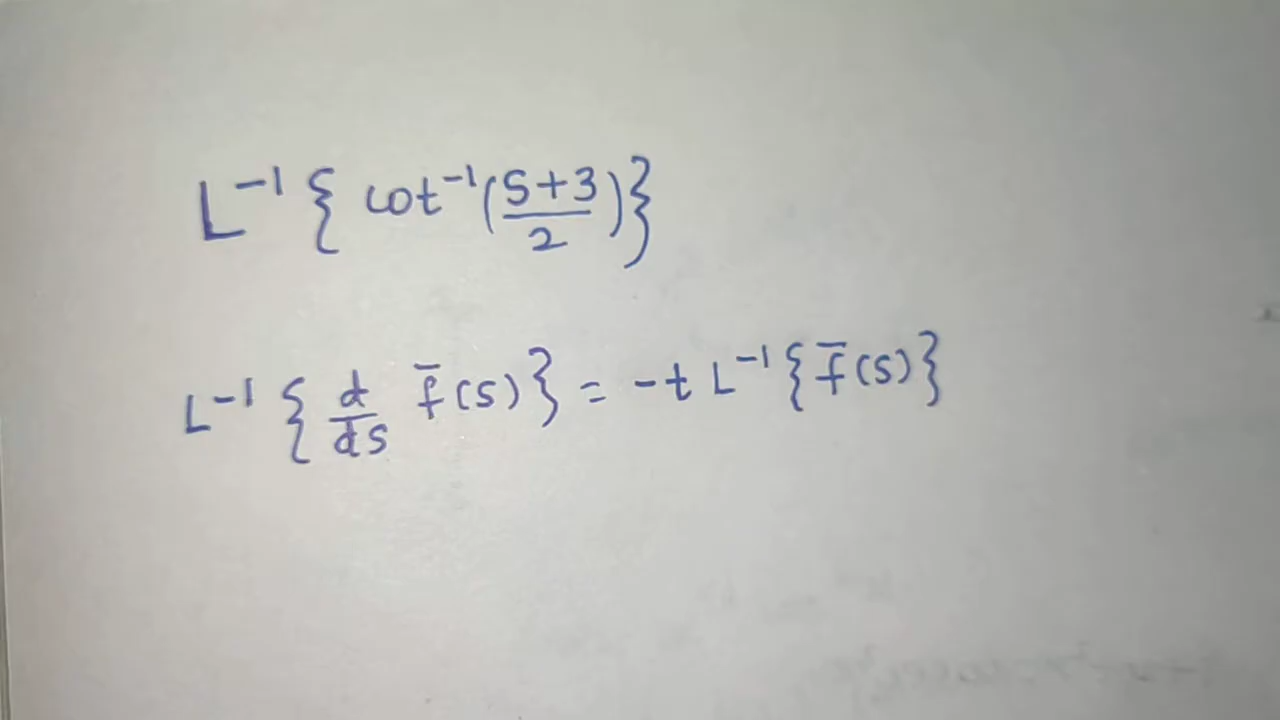 L⁻¹ { cot⁻¹ ( (s+3)/2 ) }
L⁻¹ { d/ds f̄(s) } = -t L⁻¹ { f̄(s) }